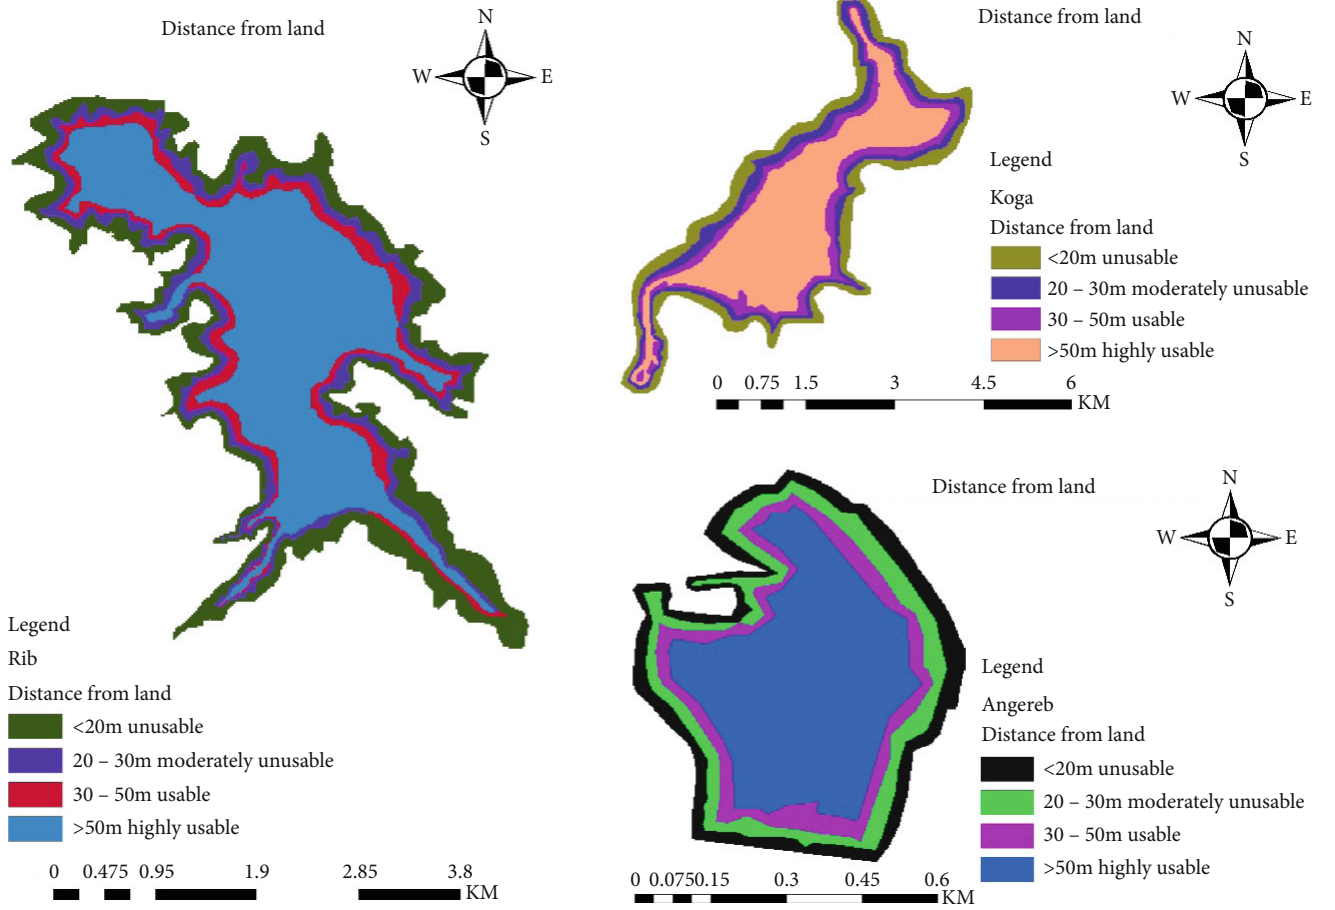 Distance from land
N
W
E
S
Legend
Rib
Distance from land
<20m unusable
20 – 30m moderately unusable
30 – 50m usable
>50m highly usable
0 0.475 0.95 1.9 2.85 3.8
KM
Distance from land
N
W
E
S
Legend
Koga
Distance from land
<20m unusable
20 – 30m moderately unusable
30 – 50m usable
>50m highly usable
0 0.75 1.5 3 4.5 6
KM
Distance from land
N
W
E
S
Legend
Angereb
Distance from land
<20m unusable
20 – 30m moderately unusable
30 – 50m usable
>50m highly usable
0 0.0750.15 0.3 0.45 0.6
KM